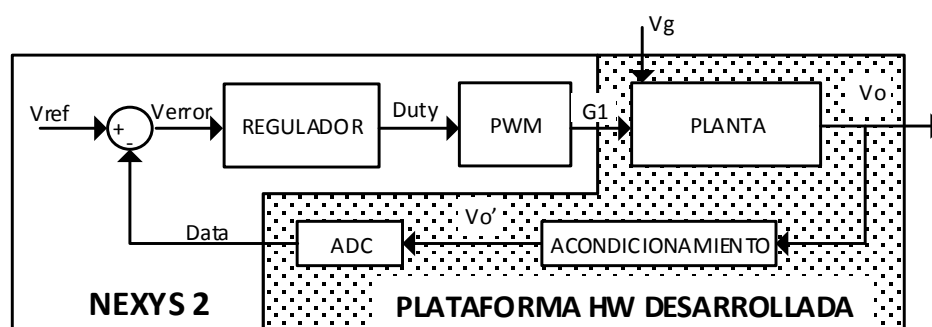 Vg
Vref
+
-
Verror
REGULADOR
Duty
PWM
G1
PLANTA
Vo
Data
ADC
Vo'
ACONDICIONAMIENTO
NEXYS 2
PLATAFORMA HW DESARROLLADA